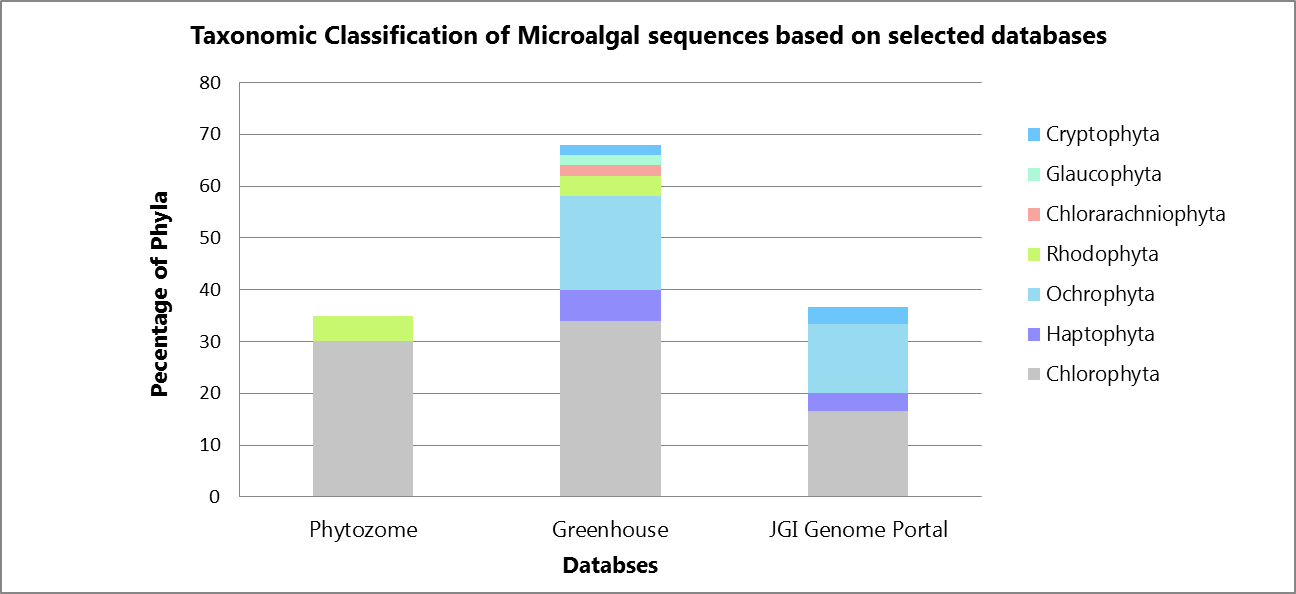 Taxonomic Classification of Microalgal sequences based on selected databases
80
70
60
50
40
30
20
10
0
Pecentage of Phyla
Phytozome
Greenhouse
JGI Genome Portal
Databses
Cryptophyta
Glaucophyta
Chlorarachniophyta
Rhodophyta
Ochrophyta
Haptophyta
Chlorophyta